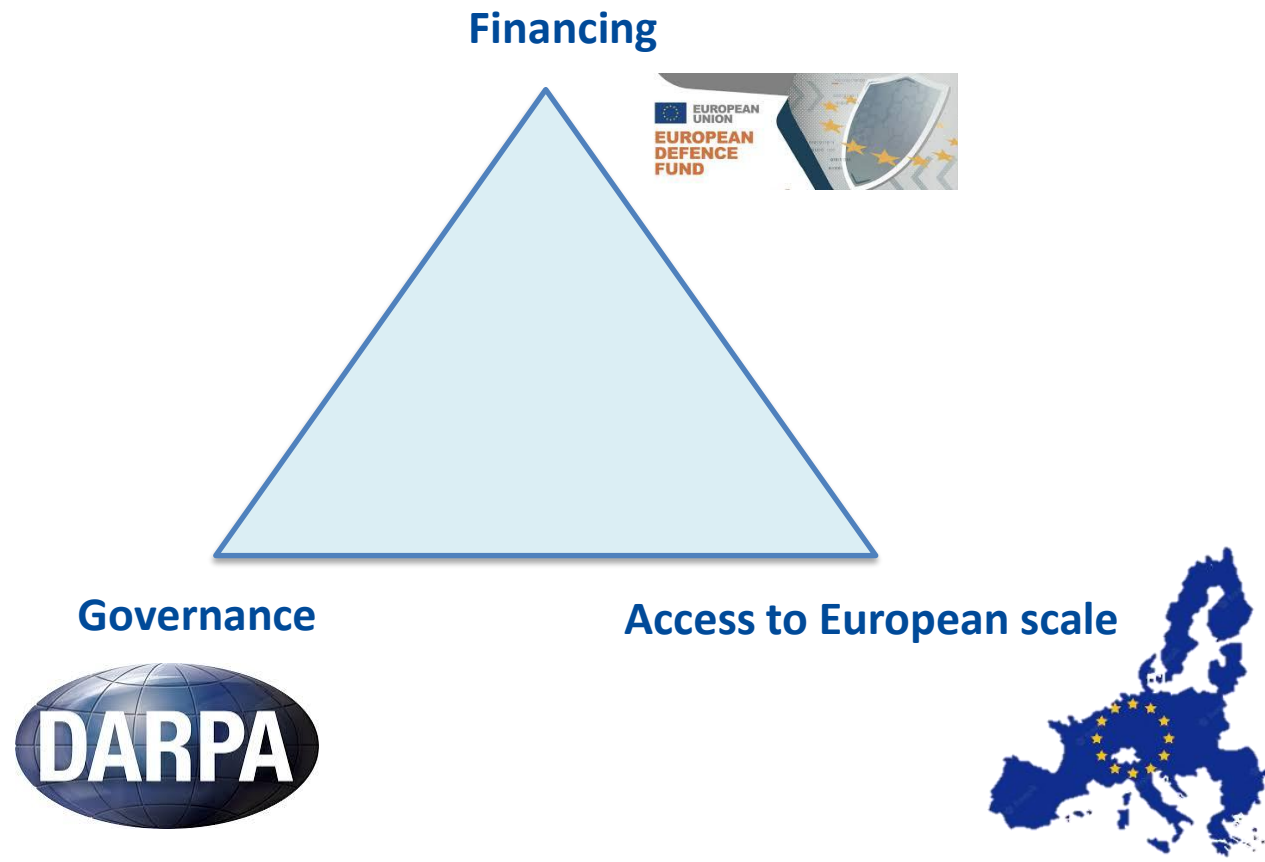 Financing
EUROPEAN
UNION
EUROPEAN
DEFENCE
FUND
Governance
Access to European scale
DARPA